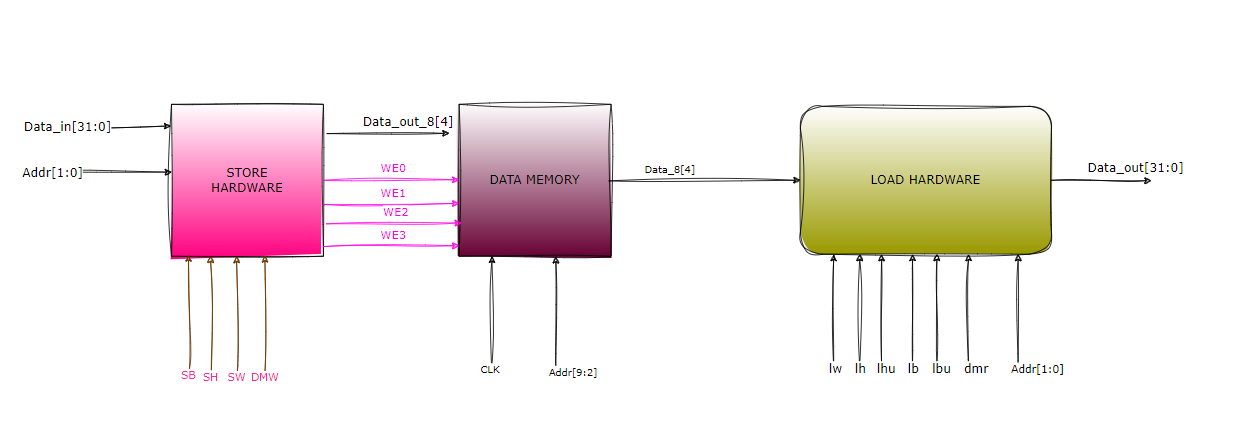 Data_in[31:0]
Addr[1:0]
STORE
HARDWARE
Data_out_8[4]
WE0
WE1
WE2
WE3
DATA MEMORY
Data_8[4]
LOAD HARDWARE
Data_out[31:0]
SB
SH
SW
DMW
CLK
Addr[9:2]
lw
lh
lhu
lb
lbu
dmr
Addr[1:0]